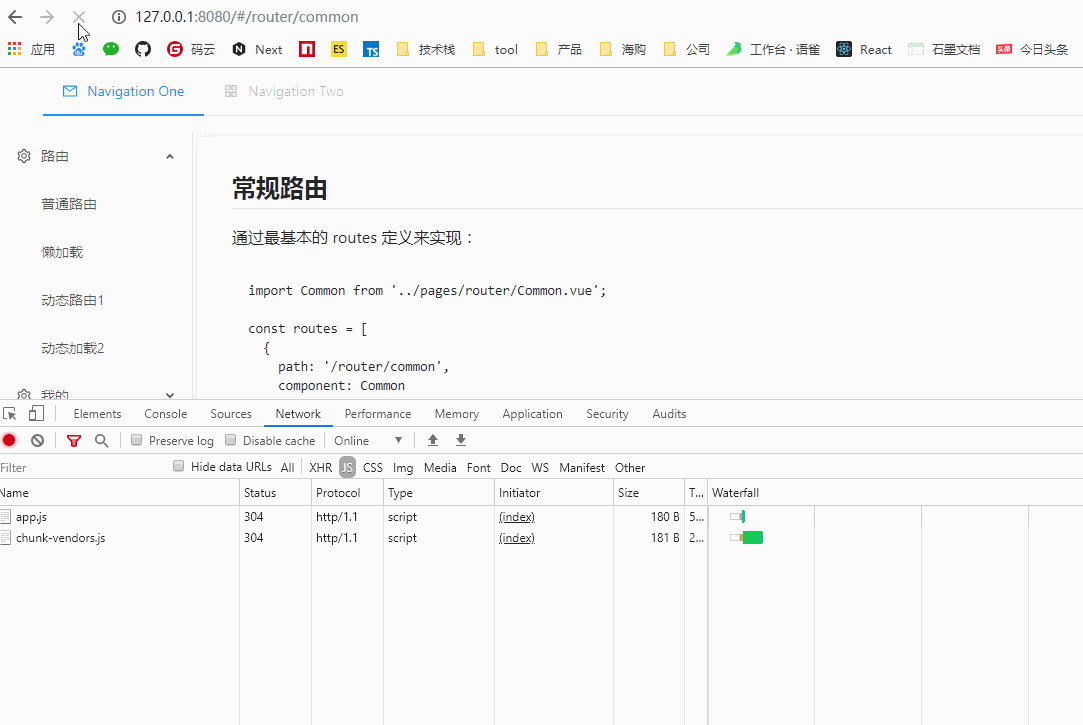 127.0.0.1:8080/#/router/common
应用 码云 Next ES TS 技术栈 tool 产品 海购 公司 工作台 · 语雀 React 石墨文档 头条 今日头条
Navigation One Navigation Two
路由
普通路由
懒加载
动态路由1
动态加载2
我的
常规路由
通过最基本的 routes 定义来实现：
import Common from '../pages/router/Common.vue';
const routes = [
{
path: '/router/common',
component: Common
Elements Console Sources Network Performance Memory Application Security Audits
Preserve log Disable cache Online
Filter Hide data URLs All XHR JS CSS Img Media Font Doc WS Manifest Other
Name Status Protocol Type Initiator Size T... Waterfall
app.js 304 http/1.1 script (index) 180 B 5...
chunk-vendors.js 304 http/1.1 script (index) 181 B 2...